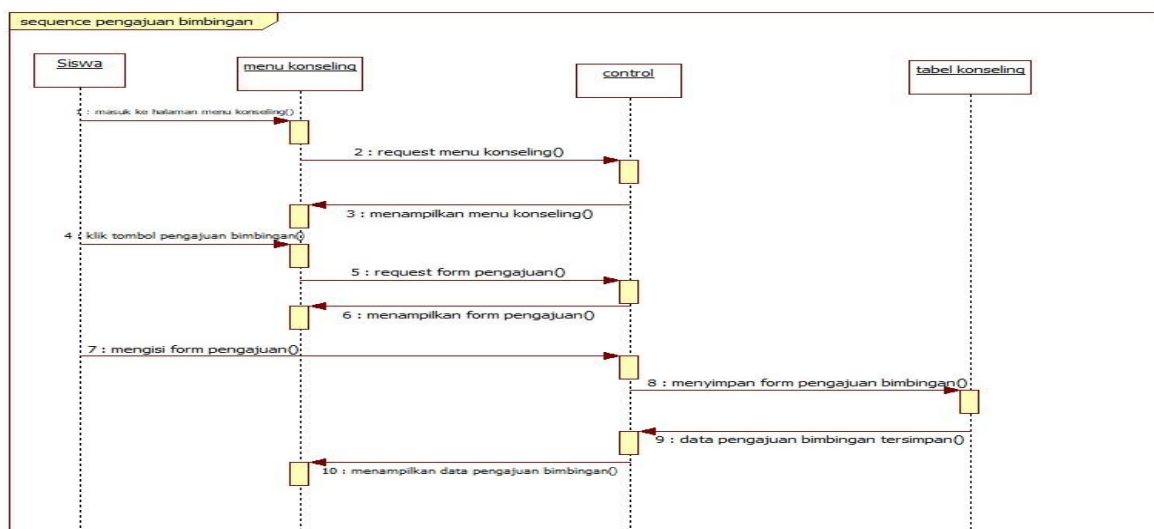 sequence pengajuan bimbingan
Siswa
menu konseling
control
tabel konseling
1 : masuk ke halaman menu konseling()
2 : request menu konseling()
3 : menampilkan menu konseling()
4 : klik tombol pengajuan bimbingan()
5 : request form pengajuan()
6 : menampilkan form pengajuan()
7 : mengisi form pengajuan()
8 : menyimpan form pengajuan bimbingan()
9 : data pengajuan bimbingan tersimpan()
10 : menampilkan data pengajuan bimbingan()